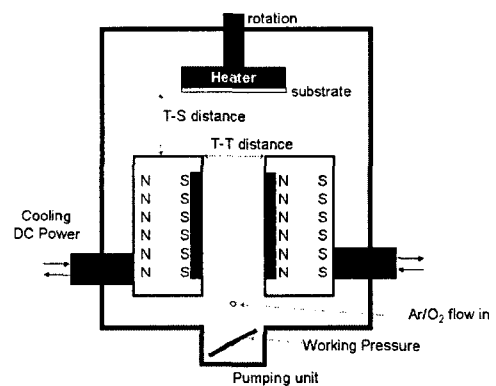 rotation
Heater
substrate
T-S distance
T-T distance
N S N S
N S N S
N S N S
N S N S
N S N S
N S N S
Cooling
DC Power
Ar/O₂ flow in
Working Pressure
Pumping unit